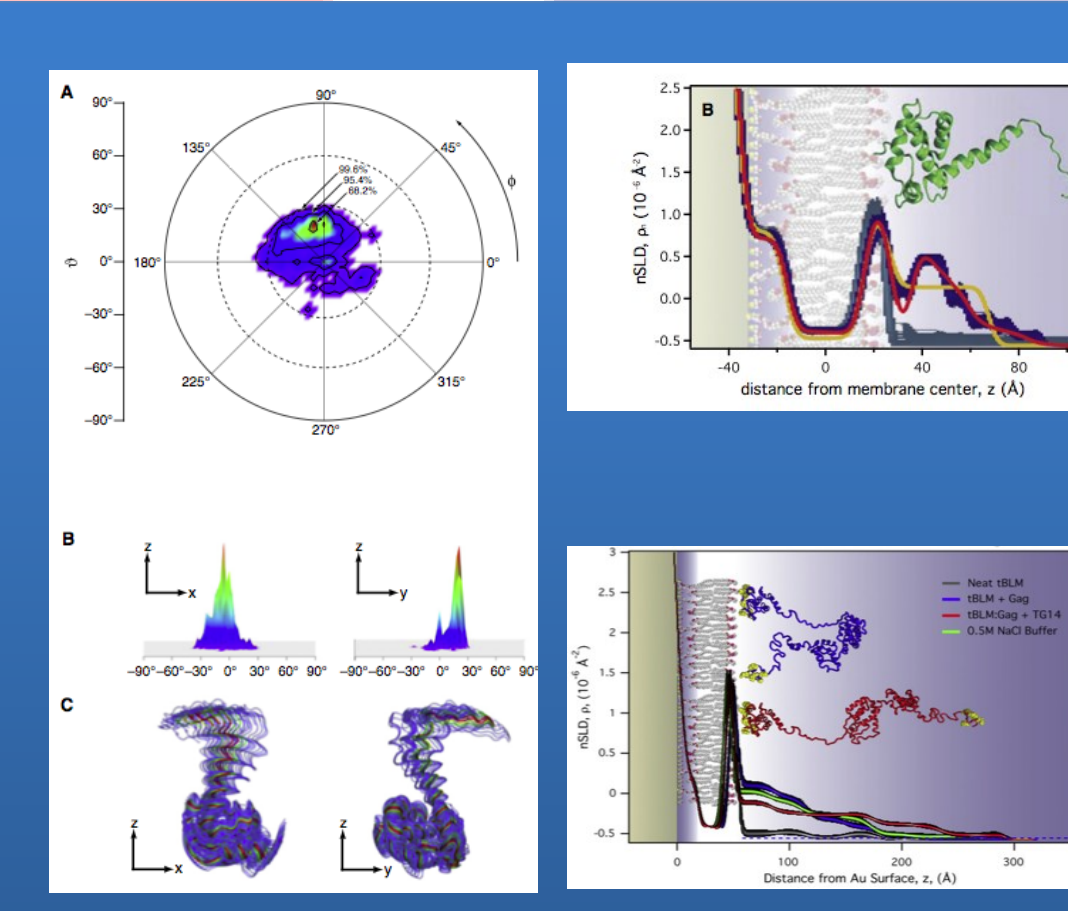 A
90°
60°
30°
0°
−30°
−60°
−90°
ϑ
90°
135°
45°
ϕ
99.6%
95.4%
68.2%
180°
0°
225°
315°
270°
B
z
x
z
y
−90°−60°−30° 0° 30° 60° 90°
−90°−60°−30° 0° 30° 60° 90°
C
z
x
z
y
B
2.5
2.0
1.5
1.0
0.5
0.0
-0.5
-40 0 40 80
distance from membrane center, z (Å)
3
2.5
2
1.5
1
0.5
0
-0.5
nSLD, ρ, (10⁻⁶ Å⁻²)
Neat tBLM
tBLM + Gag
tBLM:Gag + TG14
0.5M NaCl Buffer
0 100 200 300
Distance from Au Surface, z, (Å)